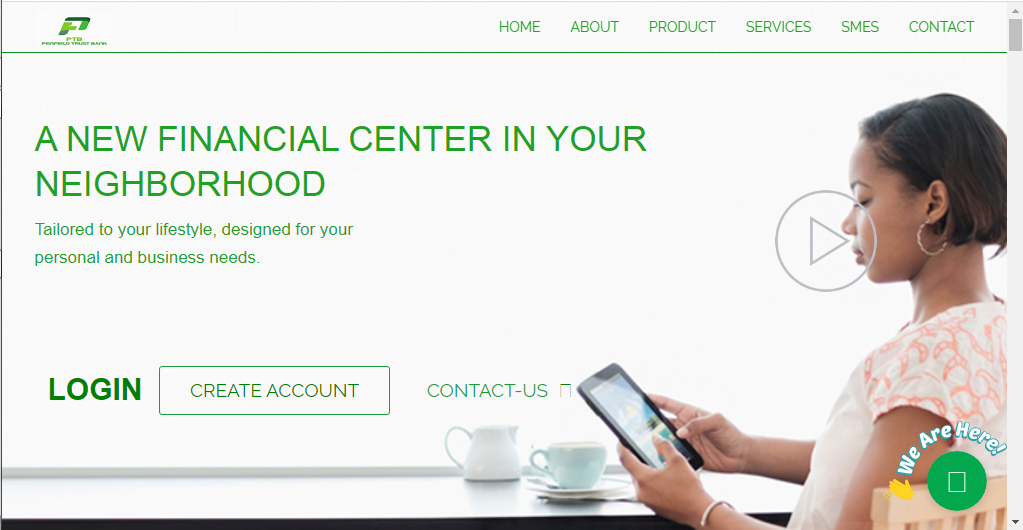 PTB
PENFIELD TRUST BANK
HOME ABOUT PRODUCT SERVICES SMES CONTACT
A NEW FINANCIAL CENTER IN YOUR
NEIGHBORHOOD
Tailored to your lifestyle, designed for your
personal and business needs.
LOGIN CREATE ACCOUNT CONTACT-US
We Are Here!